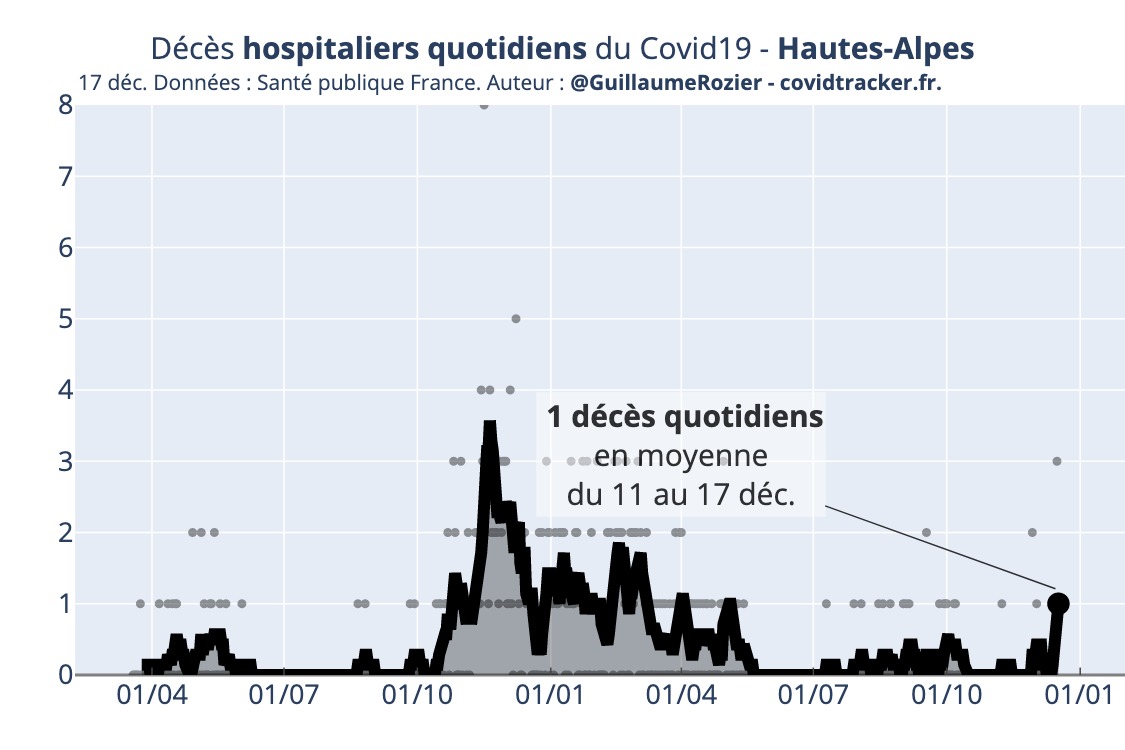 Décès hospitaliers quotidiens du Covid19 - Hautes-Alpes
17 déc. Données : Santé publique France. Auteur : @GuillaumeRozier - covidtracker.fr.
8
7
6
5
4
3
2
1
0
1 décès quotidiens
en moyenne
du 11 au 17 déc.
01/04 01/07 01/10 01/01 01/04 01/07 01/10 01/01